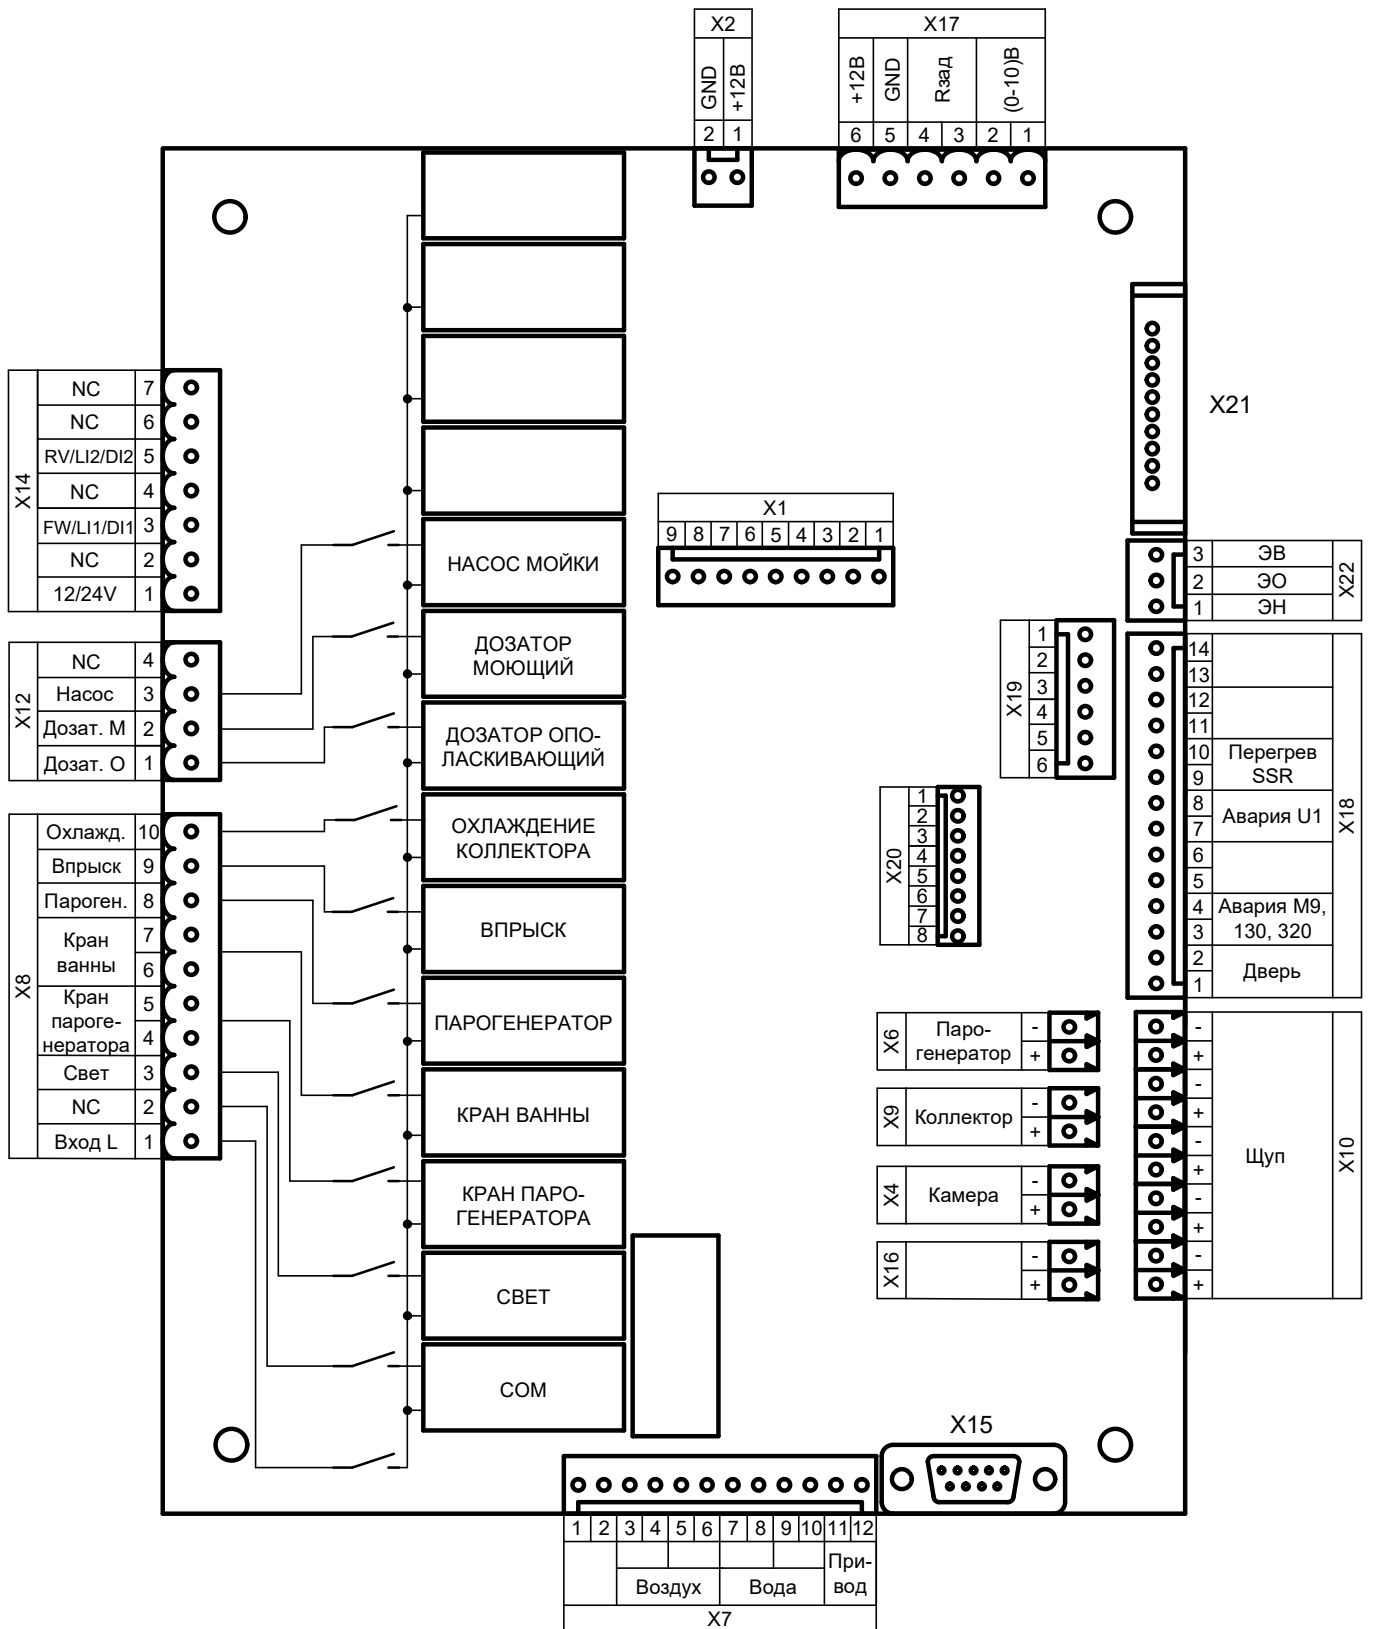 X2
GND
+12В
2 1
X17
+12В
GND
Rзад
(0-10)В
6 5 4 3 2 1
X14
NC 7
NC 6
RV/LI2/DI2 5
NC 4
FW/LI1/DI1 3
NC 2
12/24V 1
X12
NC 4
Насос 3
Дозат. М 2
Дозат. О 1
X8
Охлажд. 10
Впрыск 9
Пароген. 8
Кран 7
ванны 6
Кран 5
пароге-
нератора 4
Свет 3
NC 2
Вход L 1
НАСОС МОЙКИ
ДОЗАТОР
МОЮЩИЙ
ДОЗАТОР ОПО-
ЛАСКИВАЮЩИЙ
ОХЛАЖДЕНИЕ
КОЛЛЕКТОРА
ВПРЫСК
ПАРОГЕНЕРАТОР
КРАН ВАННЫ
КРАН ПАРО-
ГЕНЕРАТОРА
СВЕТ
COM
X1
9 8 7 6 5 4 3 2 1
X21
X22
3 ЭВ
2 ЭО
1 ЭН
X19
1
2
3
4
5
6
X20
1
2
3
4
5
6
7
8
X18
14
13
12
11
10 Перегрев
9 SSR
8 Авария U1
7
6
5
4 Авария М9,
3 130, 320
2 Дверь
1
X6
Паро- -
генератор +
X9
Коллектор
-
+
X4
Камера
-
+
X16
-
+
X10
Щуп
-
+
-
+
-
+
-
+
-
+
X15
1 2 3 4 5 6 7 8 9 10 11 12
Воздух
Вода
При-
вод
X7